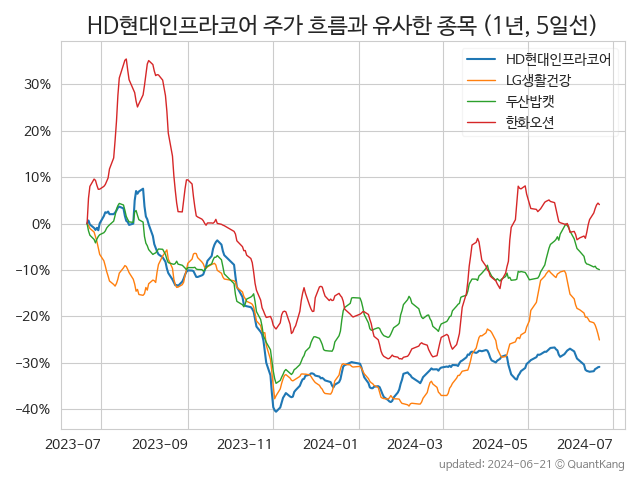 HD현대인프라코어 주가 흐름과 유사한 종목 (1년, 5일선)
HD현대인프라코어
LG생활건강
두산밥캣
한화오션
30%
20%
10%
0%
−10%
−20%
−30%
−40%
2023-07
2023-09
2023-11
2024-01
2024-03
2024-05
2024-07
updated: 2024-06-21 © QuantKang